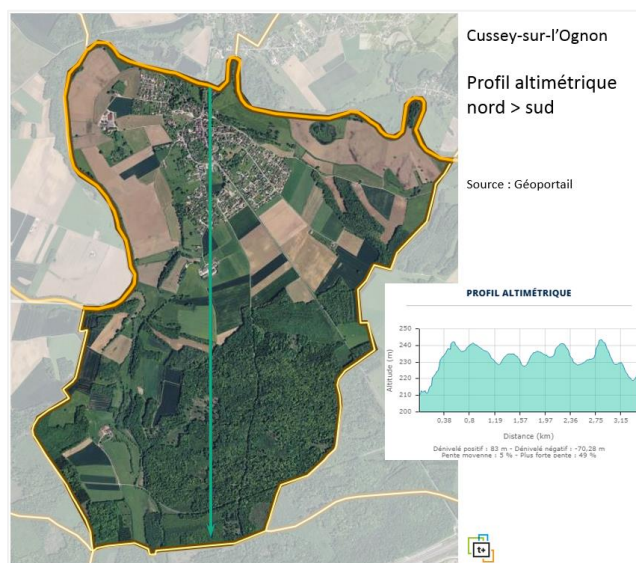 Cussey-sur-l'Ognon
Profil altimétrique
nord > sud
Source : Géoportail
PROFIL ALTIMÉTRIQUE
Altitude (m)
250
240
230
220
210
200
0.38 0.8 1.19 1.57 1.97 2.36 2.75 3.15
Distance (km)
Dénivelé positif : 83 m - Dénivelé négatif : -70,28 m
Pente moyenne : 5 % - Plus forte pente : 49 %
t+